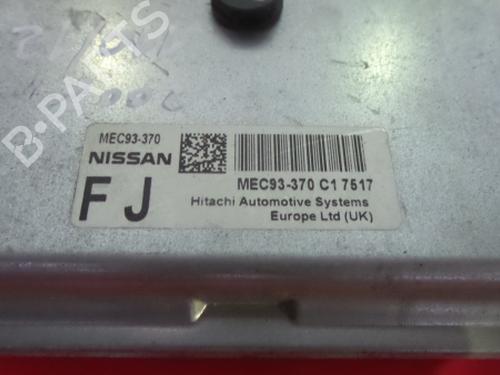 B-PARTS
MEC93-370
NISSAN
FJ
MEC93-370 C1 7517
Hitachi Automotive Systems
Europe Ltd (UK)